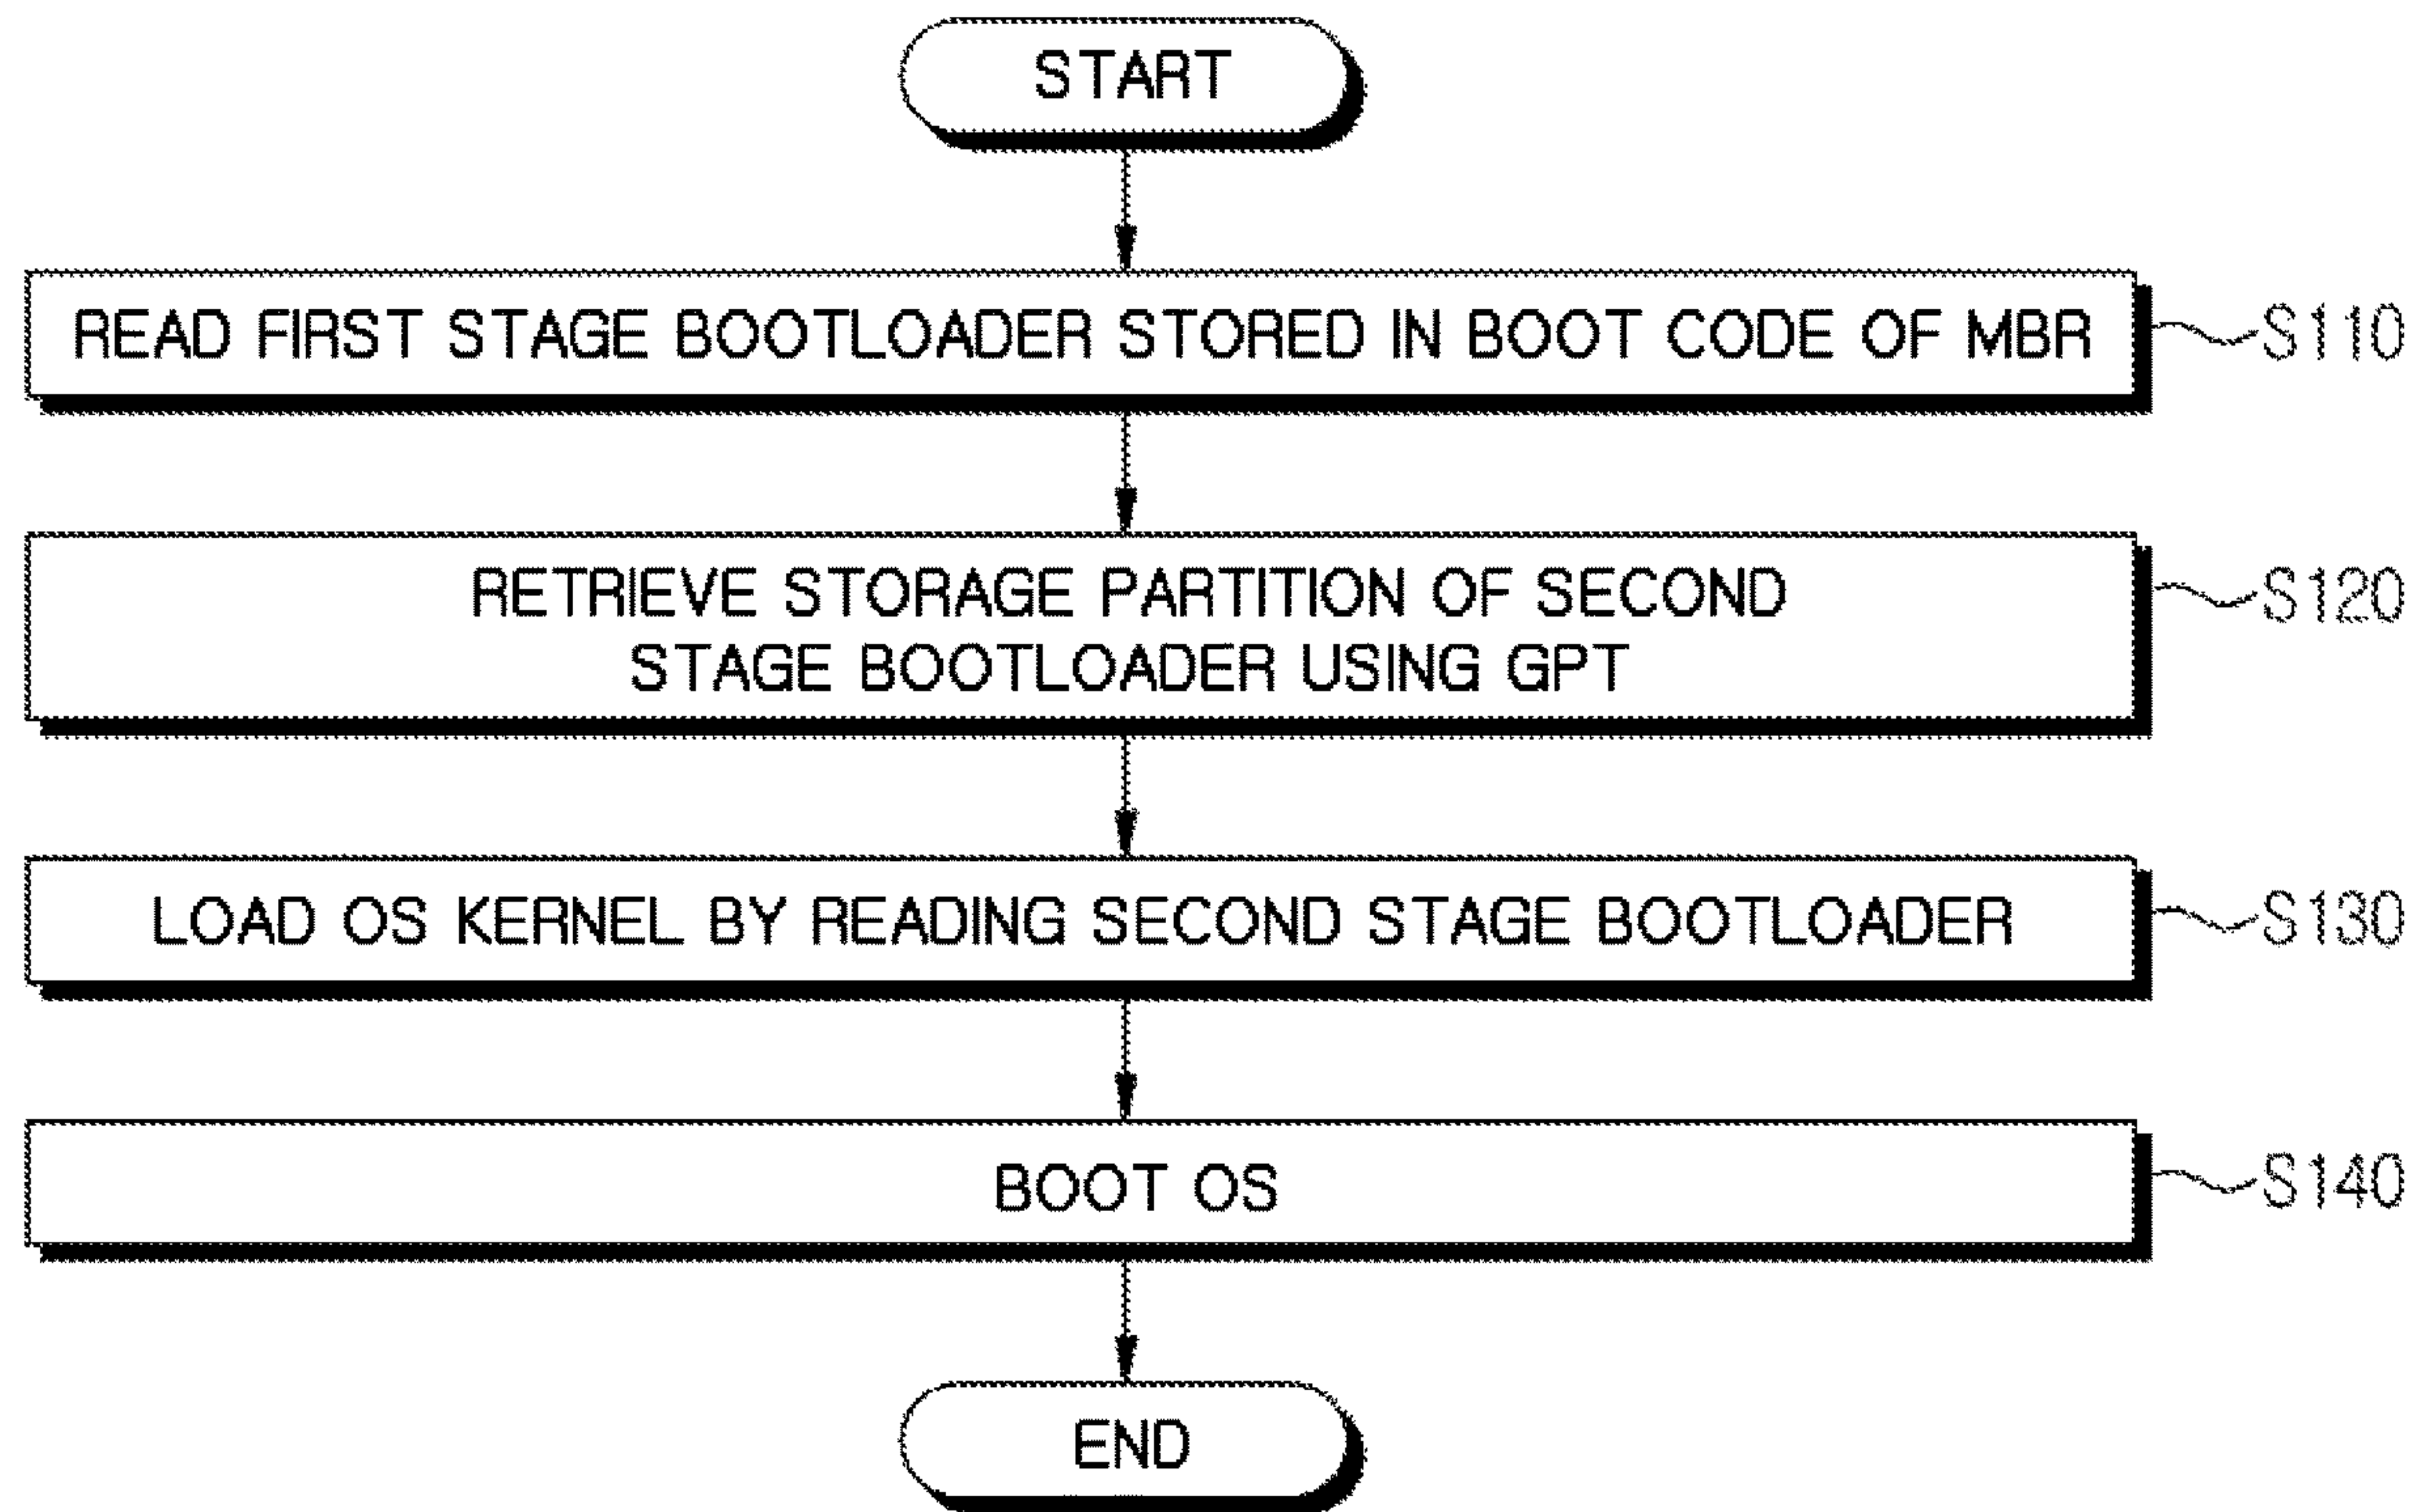 START
READ FIRST STAGE BOOTLOADER STORED IN BOOT CODE OF MBR
S110
RETRIEVE STORAGE PARTITION OF SECOND
STAGE BOOTLOADER USING GPT
S120
LOAD OS KERNEL BY READING SECOND STAGE BOOTLOADER
S130
BOOT OS
S140
END